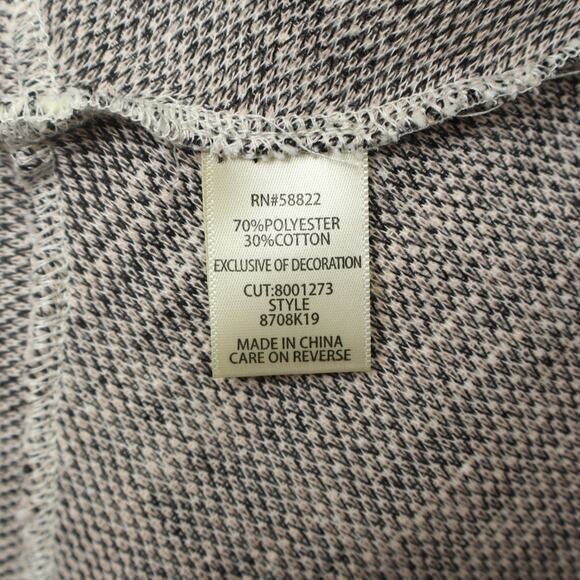 RN#58822
70%POLYESTER
30%COTTON
EXCLUSIVE OF DECORATION
CUT:8001273
STYLE
8708K19
MADE IN CHINA
CARE ON REVERSE